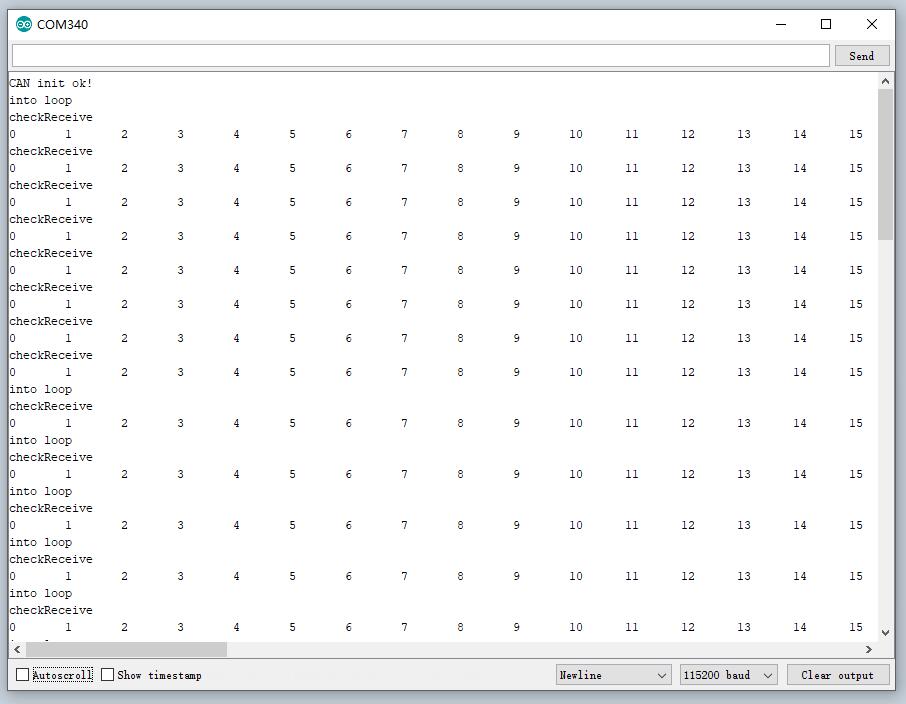 COM340
Send
CAN init ok!
into loop
checkReceive
0 1 2 3 4 5 6 7 8 9 10 11 12 13 14 15
checkReceive
0 1 2 3 4 5 6 7 8 9 10 11 12 13 14 15
checkReceive
0 1 2 3 4 5 6 7 8 9 10 11 12 13 14 15
checkReceive
0 1 2 3 4 5 6 7 8 9 10 11 12 13 14 15
checkReceive
0 1 2 3 4 5 6 7 8 9 10 11 12 13 14 15
checkReceive
0 1 2 3 4 5 6 7 8 9 10 11 12 13 14 15
checkReceive
0 1 2 3 4 5 6 7 8 9 10 11 12 13 14 15
checkReceive
0 1 2 3 4 5 6 7 8 9 10 11 12 13 14 15
into loop
checkReceive
0 1 2 3 4 5 6 7 8 9 10 11 12 13 14 15
into loop
checkReceive
0 1 2 3 4 5 6 7 8 9 10 11 12 13 14 15
into loop
checkReceive
0 1 2 3 4 5 6 7 8 9 10 11 12 13 14 15
into loop
checkReceive
0 1 2 3 4 5 6 7 8 9 10 11 12 13 14 15
into loop
checkReceive
0 1 2 3 4 5 6 7 8 9 10 11 12 13 14 15
Autoscroll Show timestamp Newline 115200 baud Clear output